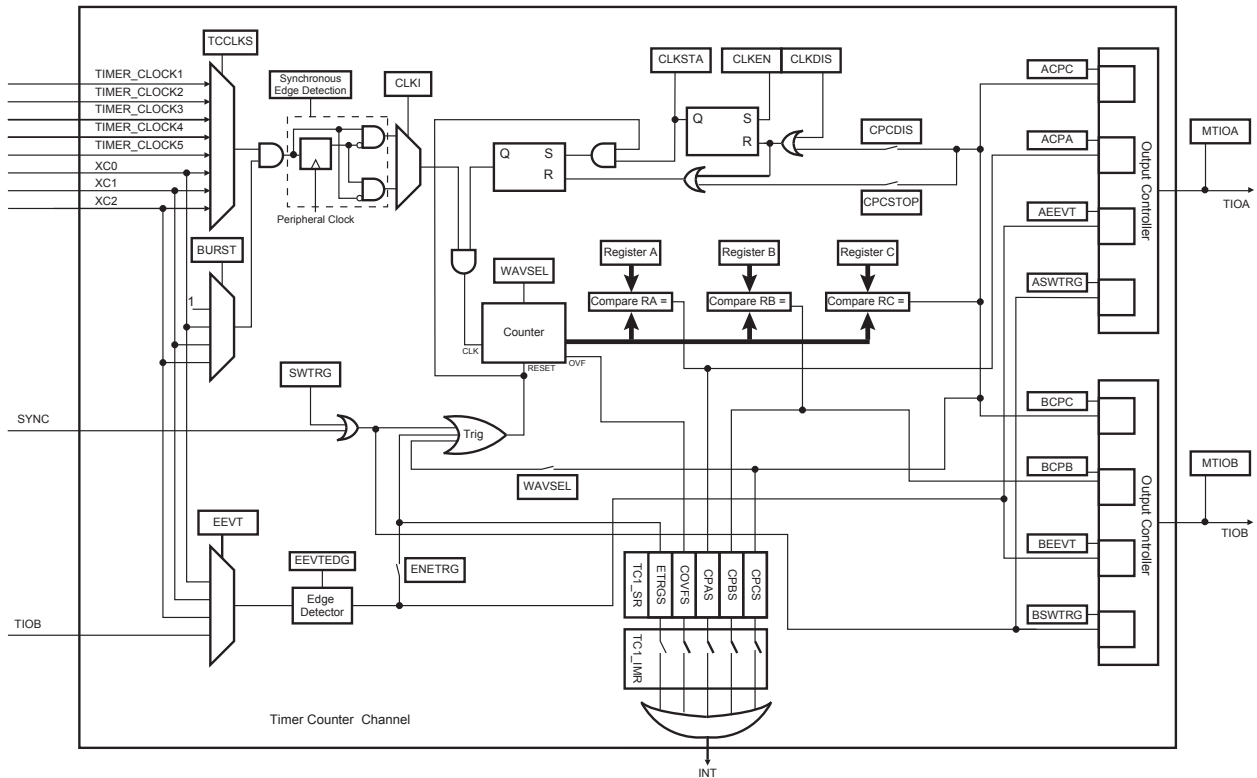 TCCLKS
TIMER_CLOCK1
TIMER_CLOCK2
TIMER_CLOCK3
TIMER_CLOCK4
TIMER_CLOCK5
XC0
XC1
XC2
Synchronous
Edge Detection
CLKI
Peripheral Clock
BURST
1
CLKSTA
CLKEN
CLKDIS
Q
S
R
Q
S
R
CPCDIS
CPCSTOP
Register A
Register B
Register C
Compare RA =
Compare RB =
Compare RC =
WAVSEL
Counter
CLK
RESET
OVF
SWTRG
SYNC
Trig
WAVSEL
EEVT
EEVTEDG
Edge
Detector
ENETRG
TIOB
TC1_SR
ETRGS
COVFS
CPAS
CPBS
CPCS
TC1_IMR
INT
Timer Counter Channel
ACPC
ACPA
AEEVT
ASWTRG
Output Controller
MTIOA
TIOA
BCPC
BCPB
BEEVT
BSWTRG
Output Controller
MTIOB
TIOB